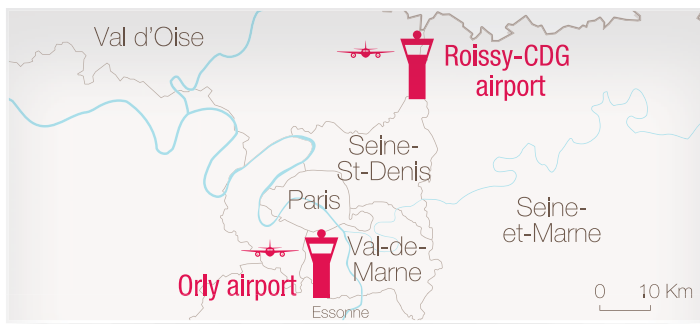 Val d'Oise
Roissy-CDG
airport
Seine-
St-Denis
Paris
Seine-
et-Marne
Val-de-
Marne
Orly airport
Essonne
0 10 Km